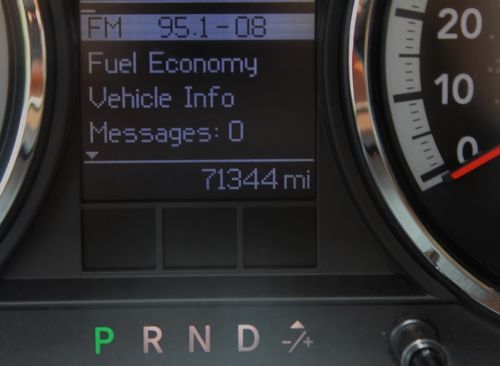 FM 95.1-08
Fuel Economy
Vehicle Info
Messages: 0
71344 mi
20
10
0
P R N D -/+